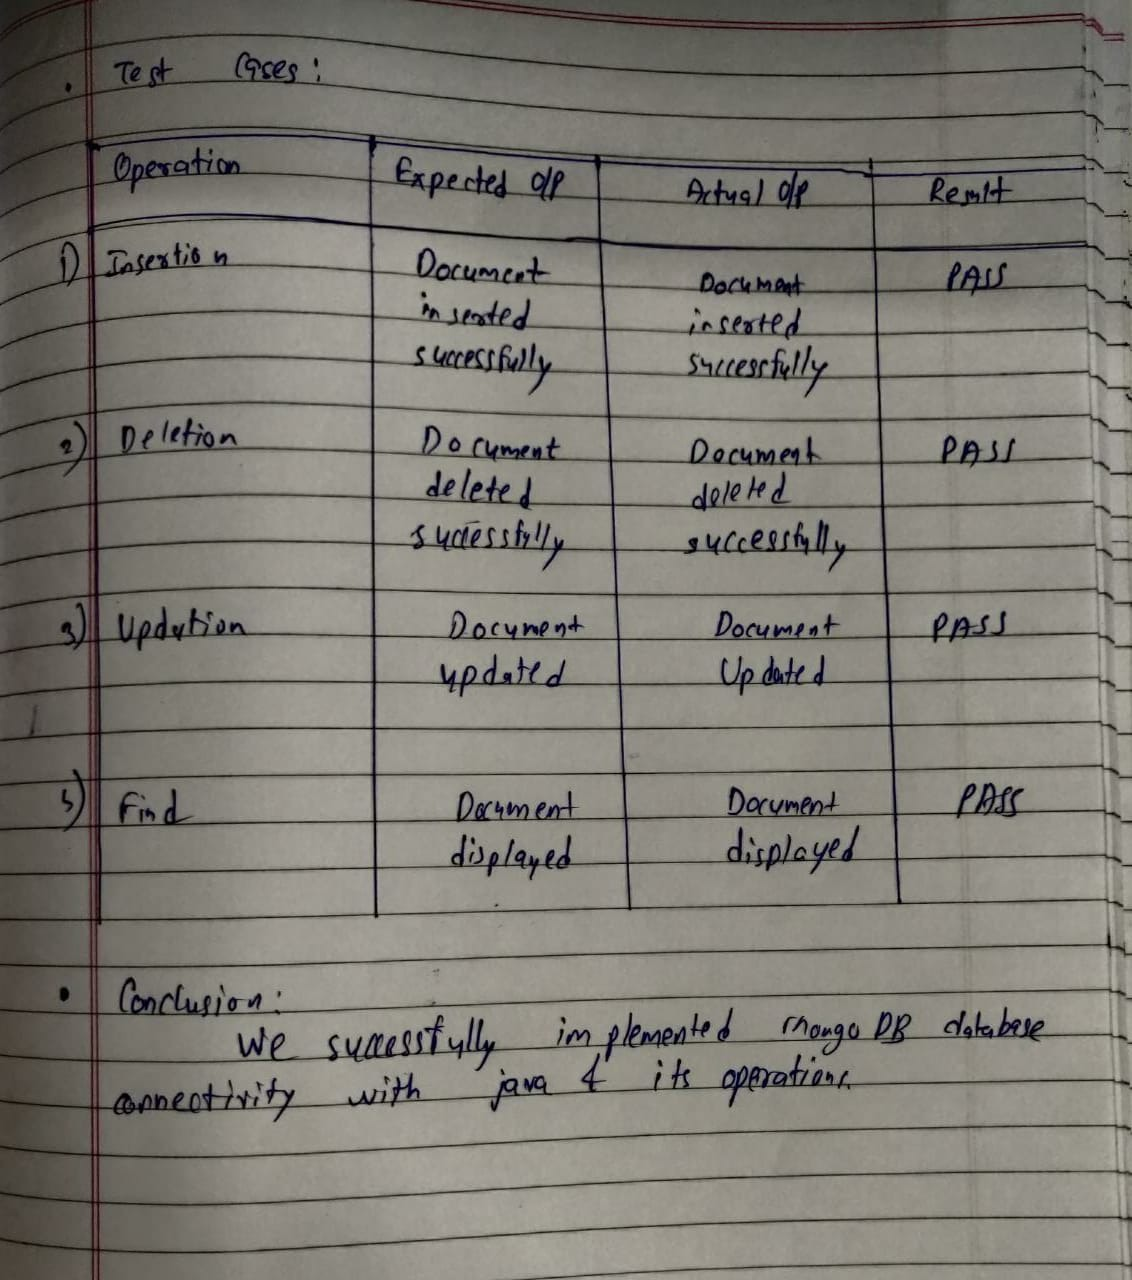 . Test Cases:
Operation Expected O/P Actual O/P Result
1) Insertion Document Document PASS
inserted inserted
successfully successfully
2) Deletion Document Document PASS
deleted deleted
successfully successfully
3) Updation Document Document PASS
updated Updated
Find Document Document PASS
displayed displayed
• Conclusion:
We successfully implemented mongo DB database
connectivity with java & its operations.